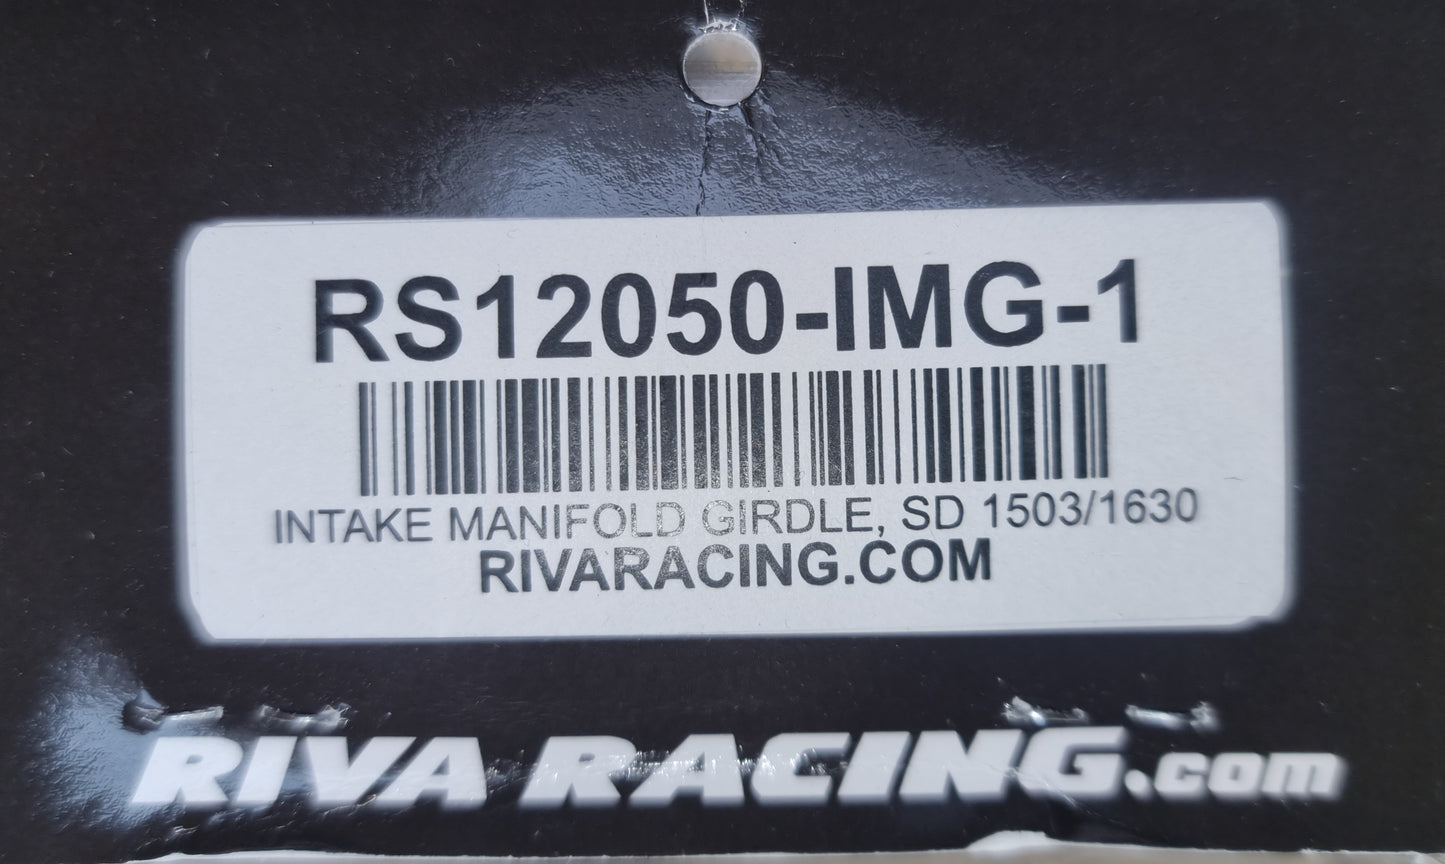 RS12050-IMG-1
INTAKE MANIFOLD GIRDLE, SD 1503/1630
RIVARACING.COM
RIVA RACING.com